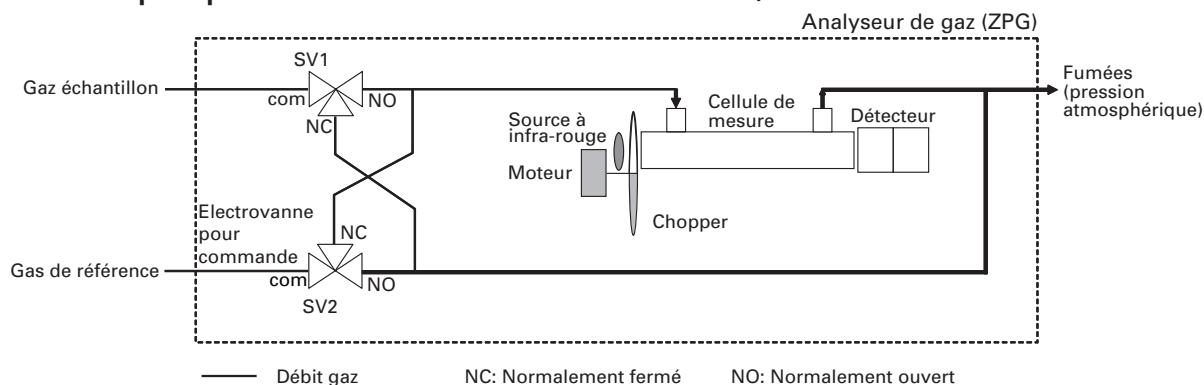 Analyseur de gaz (ZPG)
SV1
Gaz échantillon
com
NO
NC
Fumées
(pression
atmosphérique)
Cellule de
mesure
Détecteur
Source à
infra-rouge
Moteur
Chopper
Electrovanne
pour
commande
NC
Gas de référence
com
NO
SV2
Débit gaz
NC: Normalement fermé
NO: Normalement ouvert